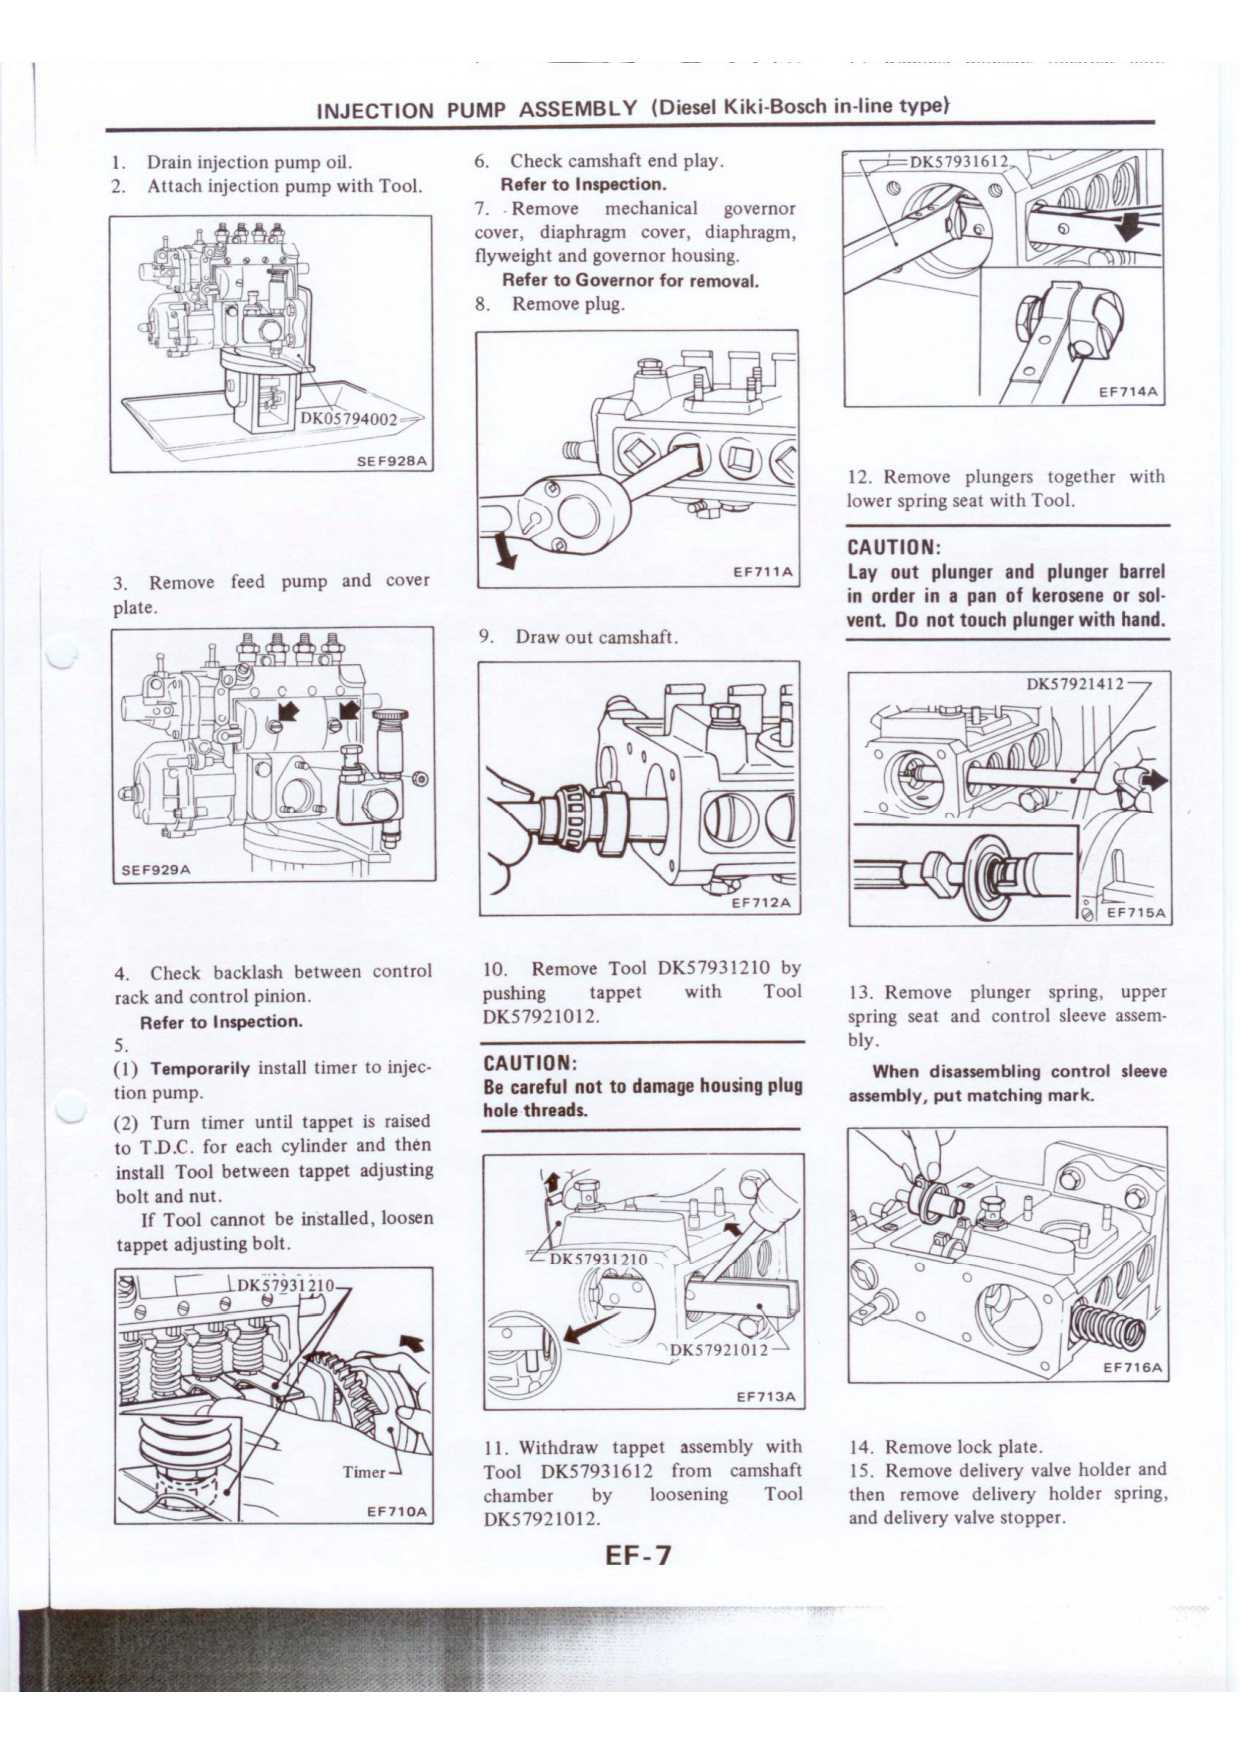 INJECTION PUMP ASSEMBLY (Diesel Kiki-Bosch in-line type)
1. Drain injection pump oil.
2. Attach injection pump with Tool.
DK05794002
SEF928A
3. Remove feed pump and cover
plate.
SEF929A
4. Check backlash between control
rack and control pinion.
Refer to Inspection.
5.
(1) Temporarily install timer to injec-
tion pump.
(2) Turn timer until tappet is raised
to T.D.C. for each cylinder and then
install Tool between tappet adjusting
bolt and nut.
If Tool cannot be installed, loosen
tappet adjusting bolt.
DK57931210
Timer
EF710A
6. Check camshaft end play.
Refer to Inspection.
7. Remove mechanical governor
cover, diaphragm cover, diaphragm,
flyweight and governor housing.
Refer to Governor for removal.
8. Remove plug.
EF711A
9. Draw out camshaft.
EF712A
10. Remove Tool DK57931210 by
pushing tappet with Tool
DK57921012.
CAUTION:
Be careful not to damage housing plug
hole threads.
DK57931210
DK57921012
EF713A
11. Withdraw tappet assembly with
Tool DK57931612 from camshaft
chamber by loosening Tool
DK57921012.
DK57931612
EF714A
12. Remove plungers together with
lower spring seat with Tool.
CAUTION:
Lay out plunger and plunger barrel
in order in a pan of kerosene or sol-
vent. Do not touch plunger with hand.
DK57921412
EF715A
13. Remove plunger spring, upper
spring seat and control sleeve assem-
bly.
When disassembling control sleeve
assembly, put matching mark.
EF716A
14. Remove lock plate.
15. Remove delivery valve holder and
then remove delivery holder spring,
and delivery valve stopper.
EF-7